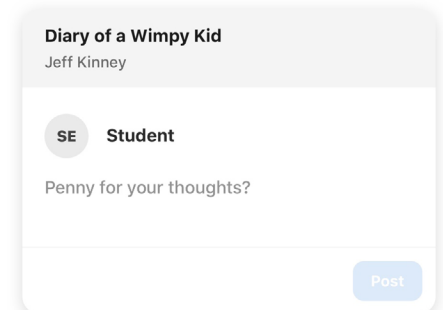 Diary of a Wimpy Kid
Jeff Kinney
SE Student
Penny for your thoughts?
Post